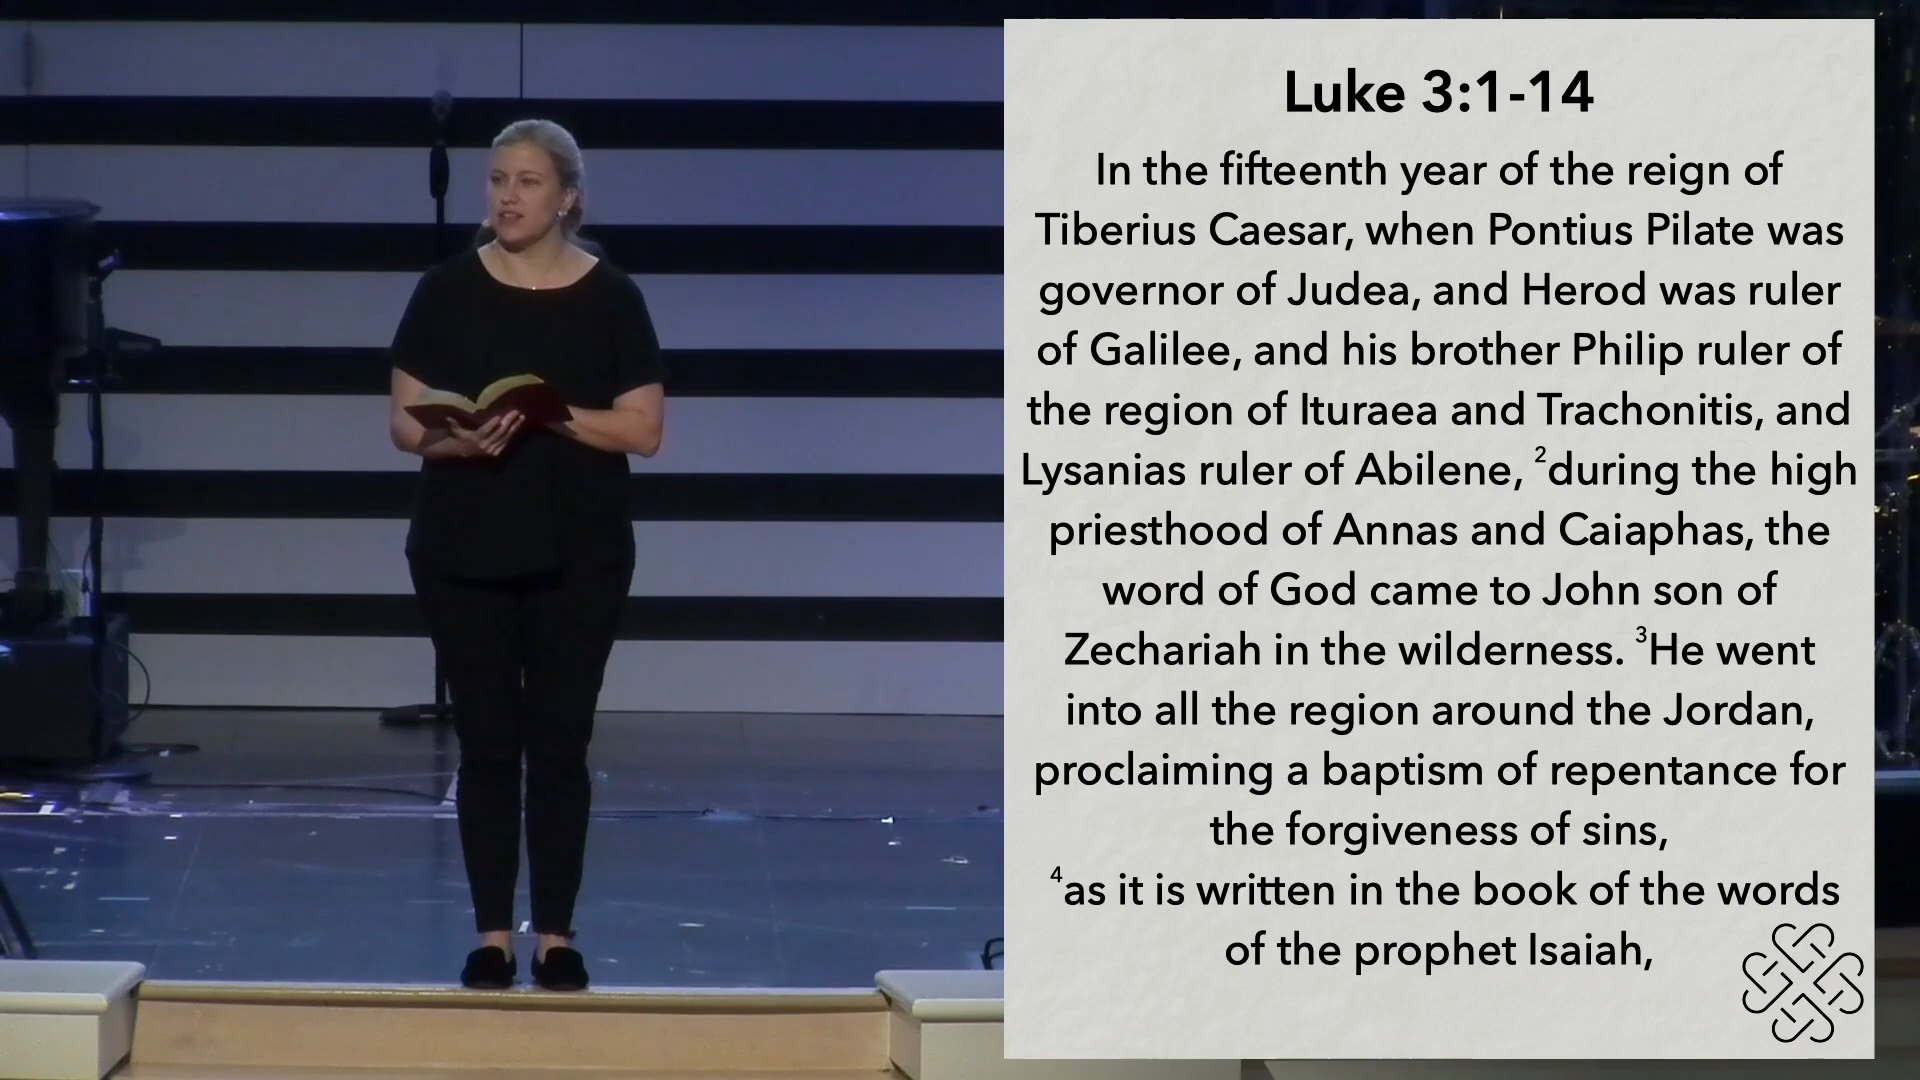 Luke 3:1-14
In the fifteenth year of the reign of
Tiberius Caesar, when Pontius Pilate was
governor of Judea, and Herod was ruler
of Galilee, and his brother Philip ruler of
the region of Ituraea and Trachonitis, and
Lysanias ruler of Abilene, ²during the high
priesthood of Annas and Caiaphas, the
word of God came to John son of
Zechariah in the wilderness. ³He went
into all the region around the Jordan,
proclaiming a baptism of repentance for
the forgiveness of sins,
⁴as it is written in the book of the words
of the prophet Isaiah,